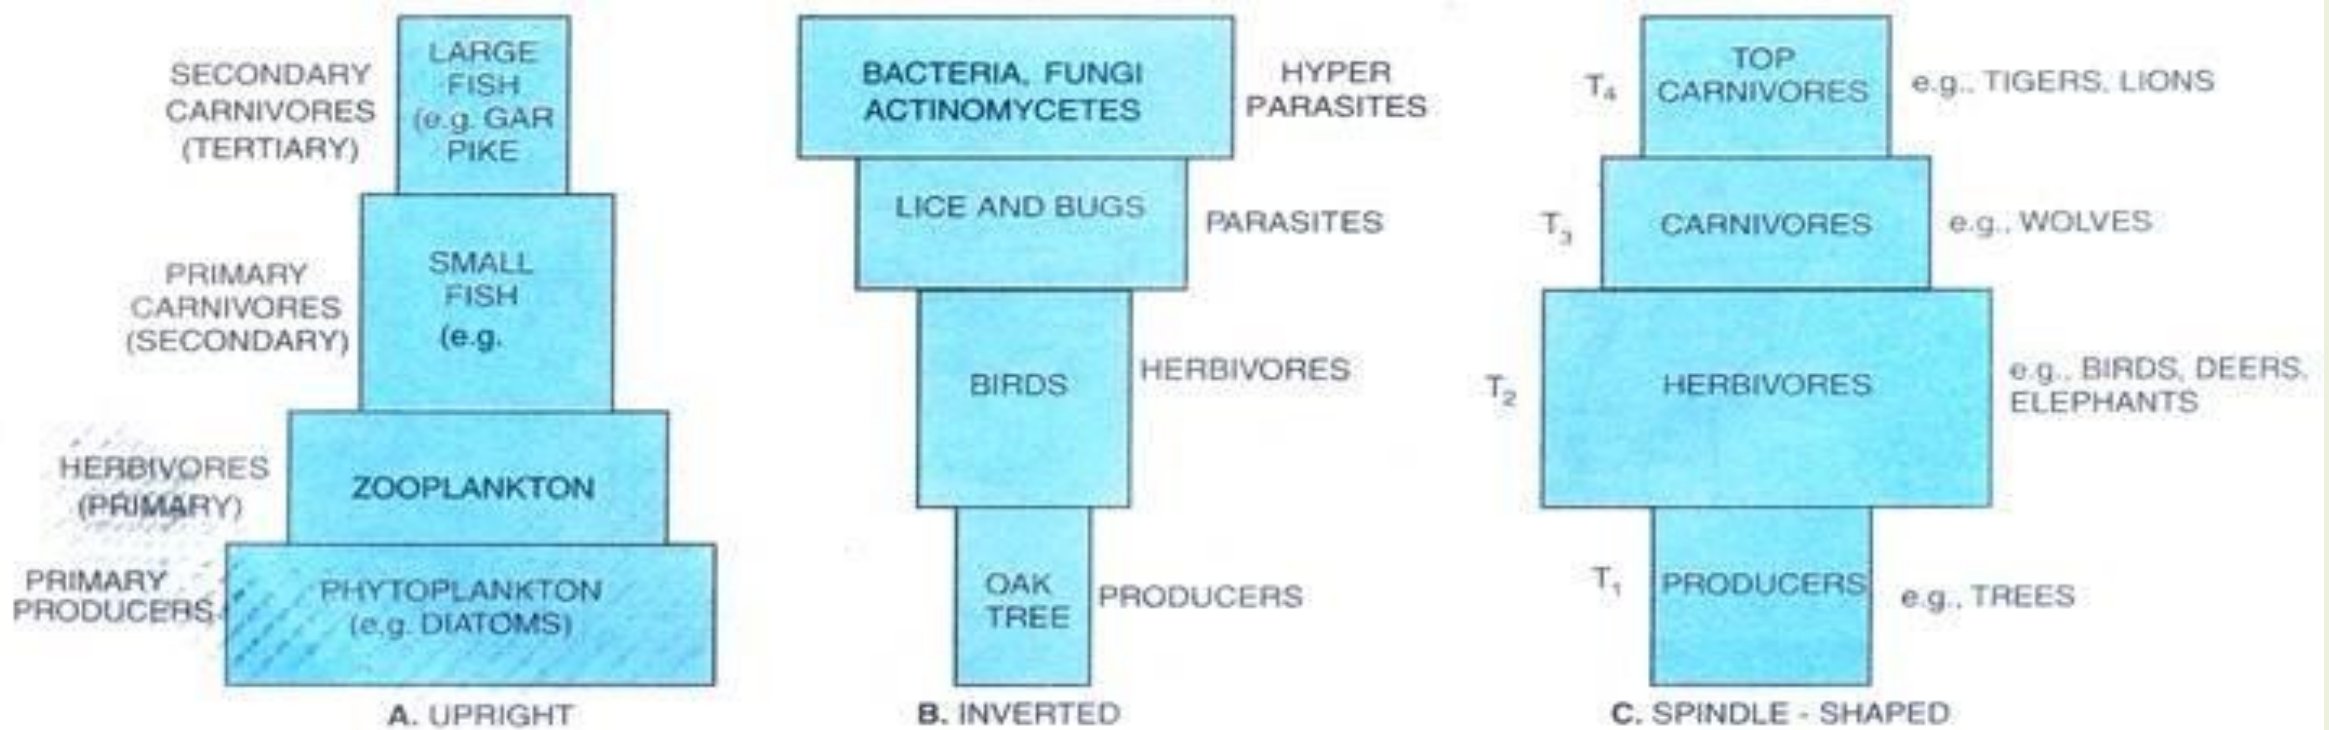 SECONDARY
CARNIVORES
(TERTIARY)
LARGE
FISH
(e.g. GAR
PIKE
PRIMARY
CARNIVORES
(SECONDARY)
SMALL
FISH
(e.g.
HERBIVORES
(PRIMARY)
ZOOPLANKTON
PRIMARY
PRODUCERS
PHYTOPLANKTON
(e.g. DIATOMS)
A. UPRIGHT
BACTERIA, FUNGI
ACTINOMYCETES
HYPER
PARASITES
LICE AND BUGS
PARASITES
BIRDS
HERBIVORES
OAK
TREE
PRODUCERS
B. INVERTED
T4
TOP
CARNIVORES
e.g., TIGERS, LIONS
T3
CARNIVORES
e.g., WOLVES
T2
HERBIVORES
e.g., BIRDS, DEERS,
ELEPHANTS
T1
PRODUCERS
e.g., TREES
C. SPINDLE - SHAPED